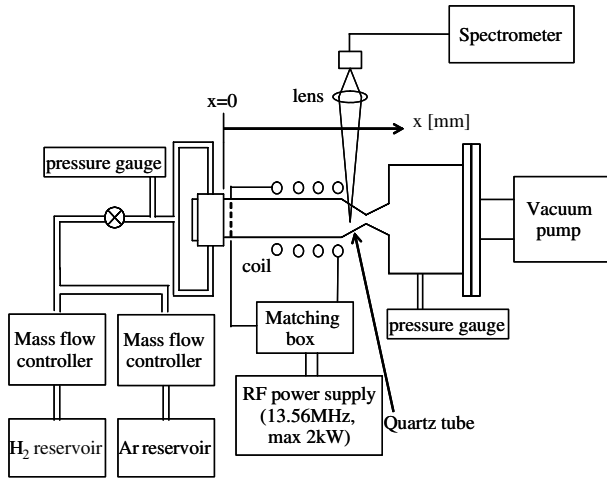 Spectrometer
lens
x=0
x [mm]
pressure gauge
Vacuum
pump
coil
Matching
box
pressure gauge
Mass flow
controller
Mass flow
controller
RF power supply
(13.56MHz,
max 2kW)
Quartz tube
H₂ reservoir
Ar reservoir